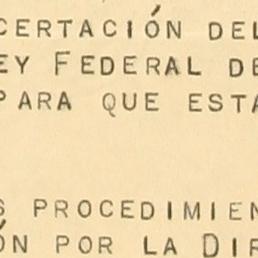 CERTACIÓN DEL
EY FEDERAL DE
PARA QUE ESTA
S PROCEDIMIEN
ÓN POR LA DIR